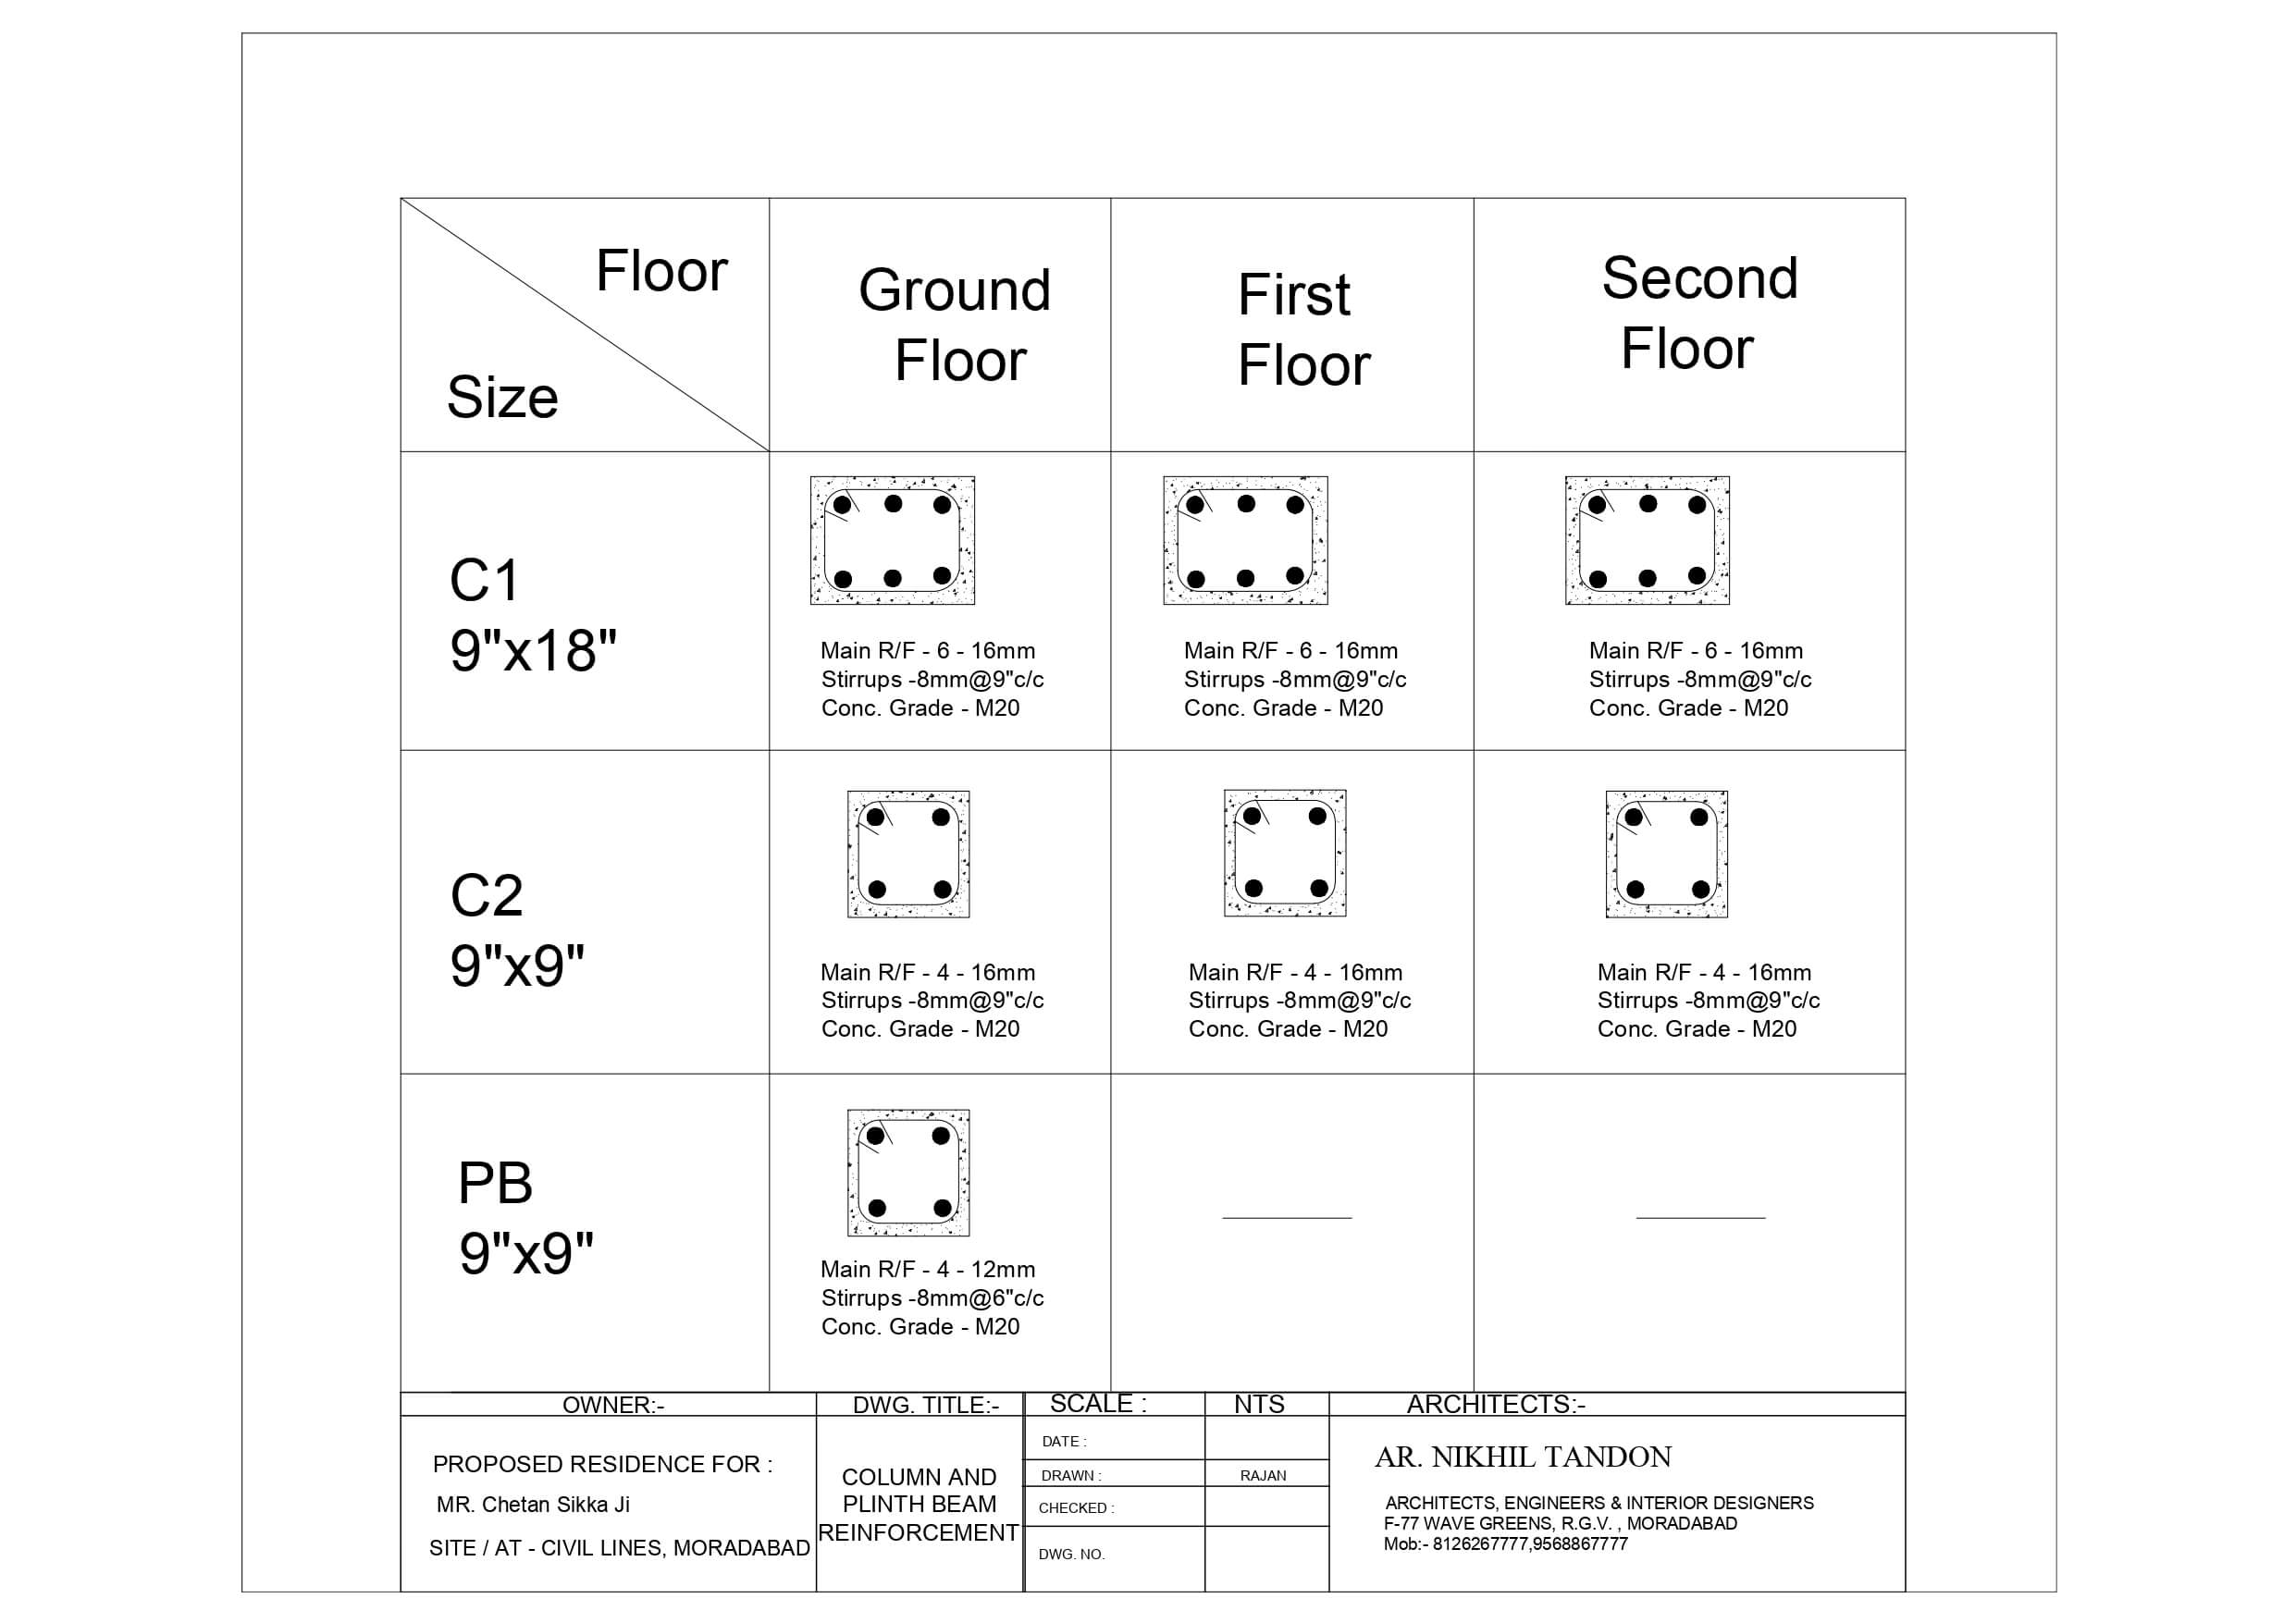 Floor
Size
Ground
Floor
First
Floor
Second
Floor
C1
9"x18"
Main R/F - 6 - 16mm
Stirrups -8mm@9"c/c
Conc. Grade - M20
Main R/F - 6 - 16mm
Stirrups -8mm@9"c/c
Conc. Grade - M20
Main R/F - 6 - 16mm
Stirrups -8mm@9"c/c
Conc. Grade - M20
C2
9"x9"
Main R/F - 4 - 16mm
Stirrups -8mm@9"c/c
Conc. Grade - M20
Main R/F - 4 - 16mm
Stirrups -8mm@9"c/c
Conc. Grade - M20
Main R/F - 4 - 16mm
Stirrups -8mm@9"c/c
Conc. Grade - M20
PB
9"x9"
Main R/F - 4 - 12mm
Stirrups -8mm@6"c/c
Conc. Grade - M20
OWNER:-
PROPOSED RESIDENCE FOR :
MR. Chetan Sikka Ji
SITE / AT - CIVIL LINES, MORADABAD
DWG. TITLE:-
COLUMN AND
PLINTH BEAM
REINFORCEMENT
SCALE : NTS
DATE :
DRAWN : RAJAN
CHECKED :
DWG. NO.
ARCHITECTS:-
AR. NIKHIL TANDON
ARCHITECTS, ENGINEERS & INTERIOR DESIGNERS
F-77 WAVE GREENS, R.G.V. , MORADABAD
Mob:- 8126267777,9568867777